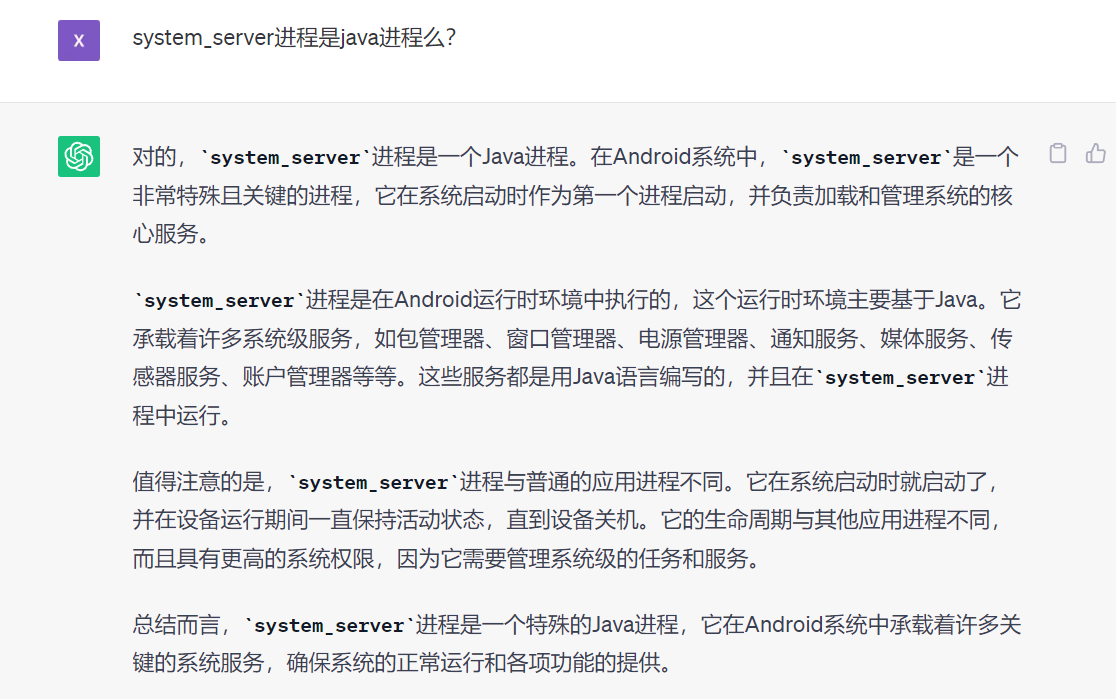 X
system_server进程是java进程么？
对的，`system_server`进程是一个Java进程。在Android系统中，`system_server`是一个
非常特殊且关键的进程，它在系统启动时作为第一个进程启动，并负责加载和管理系统的核
心服务。
`system_server`进程是在Android运行时环境中执行的，这个运行时环境主要基于Java。它
承载着许多系统级服务，如包管理器、窗口管理器、电源管理器、通知服务、媒体服务、传
感器服务、账户管理器等等。这些服务都是用Java语言编写的，并且在`system_server`进
程中运行。
值得注意的是，`system_server`进程与普通的应用进程不同。它在系统启动时就启动了，
并在设备运行期间一直保持活动状态，直到设备关机。它的生命周期与其他应用进程不同，
而且具有更高的系统权限，因为它需要管理系统级的任务和服务。
总结而言，`system_server`进程是一个特殊的Java进程，它在Android系统中承载着许多关
键的系统服务，确保系统的正常运行和各项功能的提供。